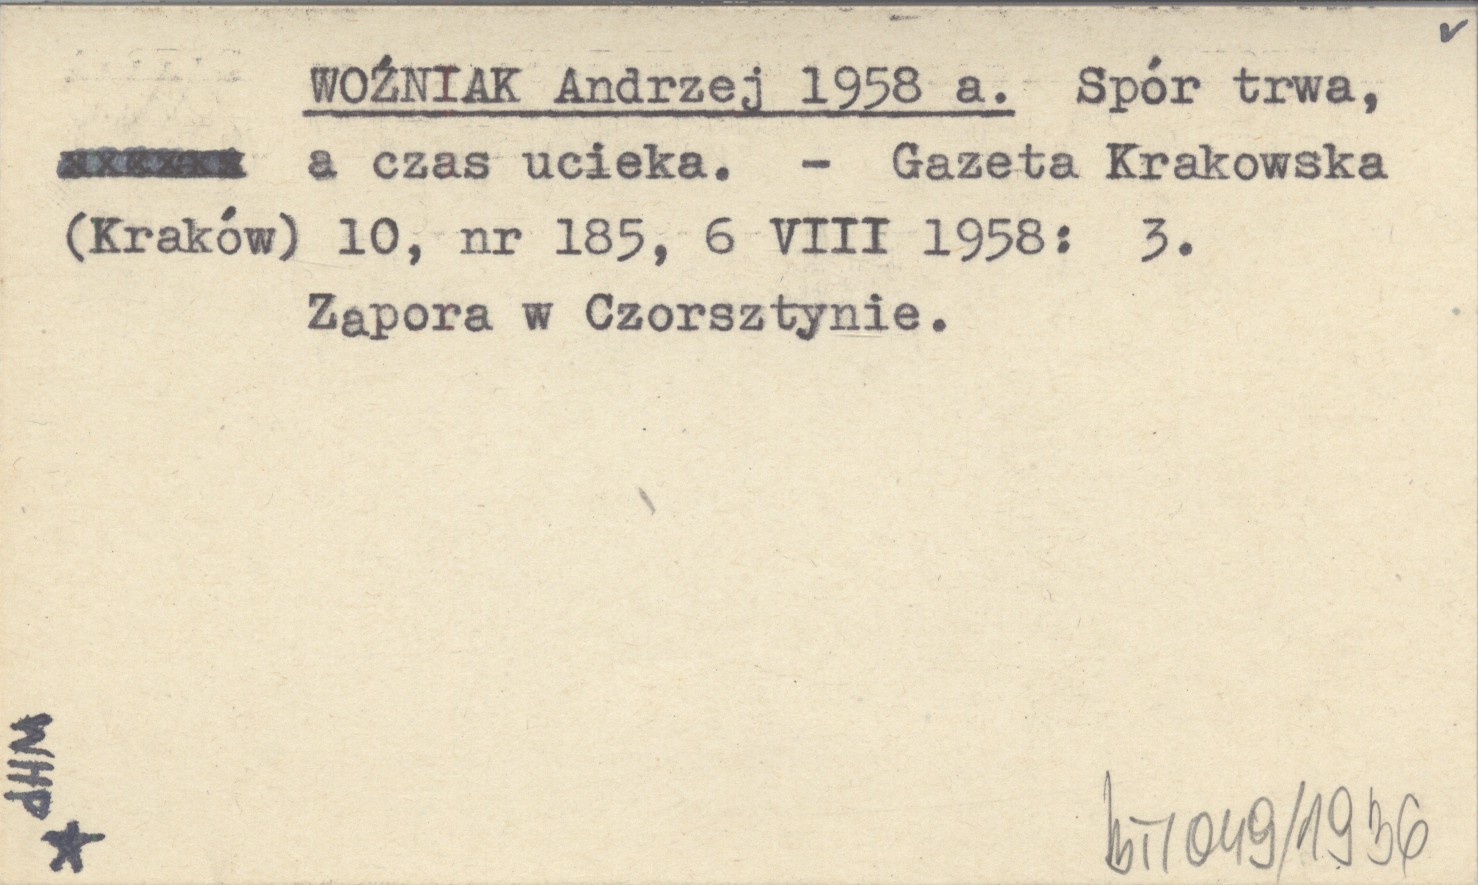 WOŹNIAK Andrzej 1958 a. Spór trwa,
a czas ucieka. - Gazeta Krakowska
(Kraków) 10, nr 185, 6 VIII 1958: 3.
Zapora w Czorsztynie.
WHP
049/1936